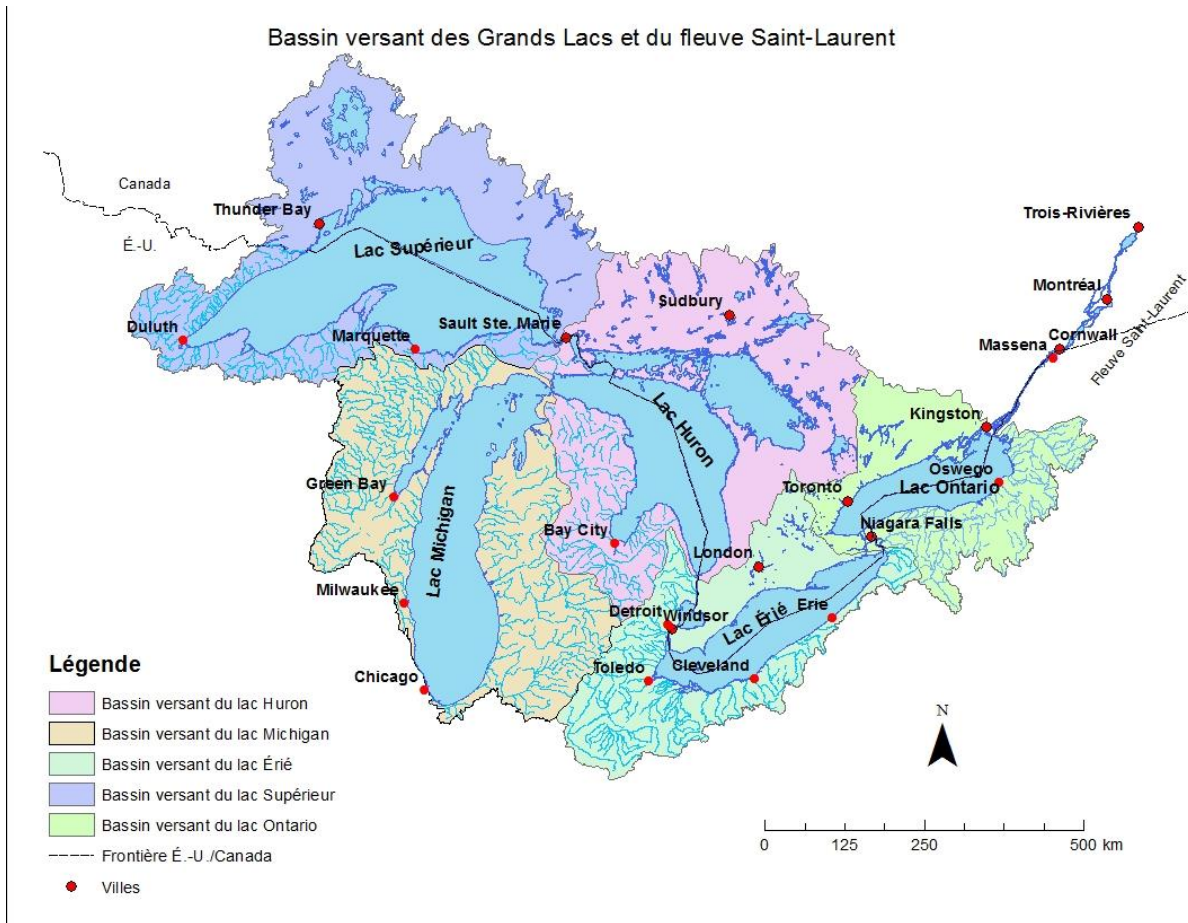 Bassin versant des Grands Lacs et du fleuve Saint-Laurent
Canada
É.-U.
Thunder Bay
Lac Supérieur
Trois-Rivières
Montréal
Cornwall
Massena
Fleuve Saint-Laurent
Duluth
Marquette
Sault Ste. Marie
Sudbury
Lac Huron
Kingston
Oswego
Lac Ontario
Toronto
Niagara Falls
Green Bay
Lac Michigan
Bay City
London
Milwaukee
Detroit
Windsor
Lac Érié
Erie
Chicago
Toledo
Cleveland
Légende
Bassin versant du lac Huron
Bassin versant du lac Michigan
Bassin versant du lac Érié
Bassin versant du lac Supérieur
Bassin versant du lac Ontario
Frontière É.-U./Canada
Villes
N
0 125 250 500 km